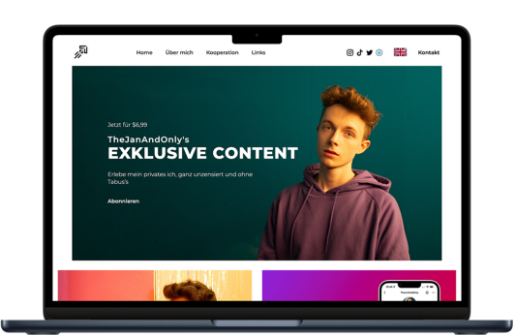 Home Über mich Kooperation Links Kontakt
Jetzt für $6,99
TheJanAndOnly's
EXKLUSIVE CONTENT
Erlebe mein privates ich, ganz unzensiert und ohne
Tabus's
Abonnieren